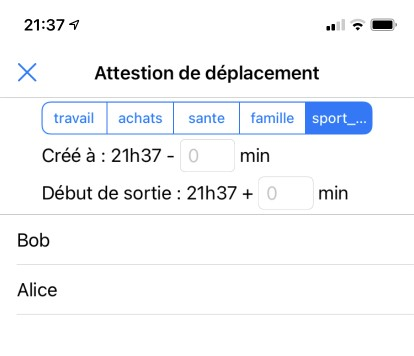 21:37
Attestion de déplacement
travail achats sante famille sport_...
Créé à : 21h37 - 0 min
Début de sortie : 21h37 + 0 min
Bob
Alice